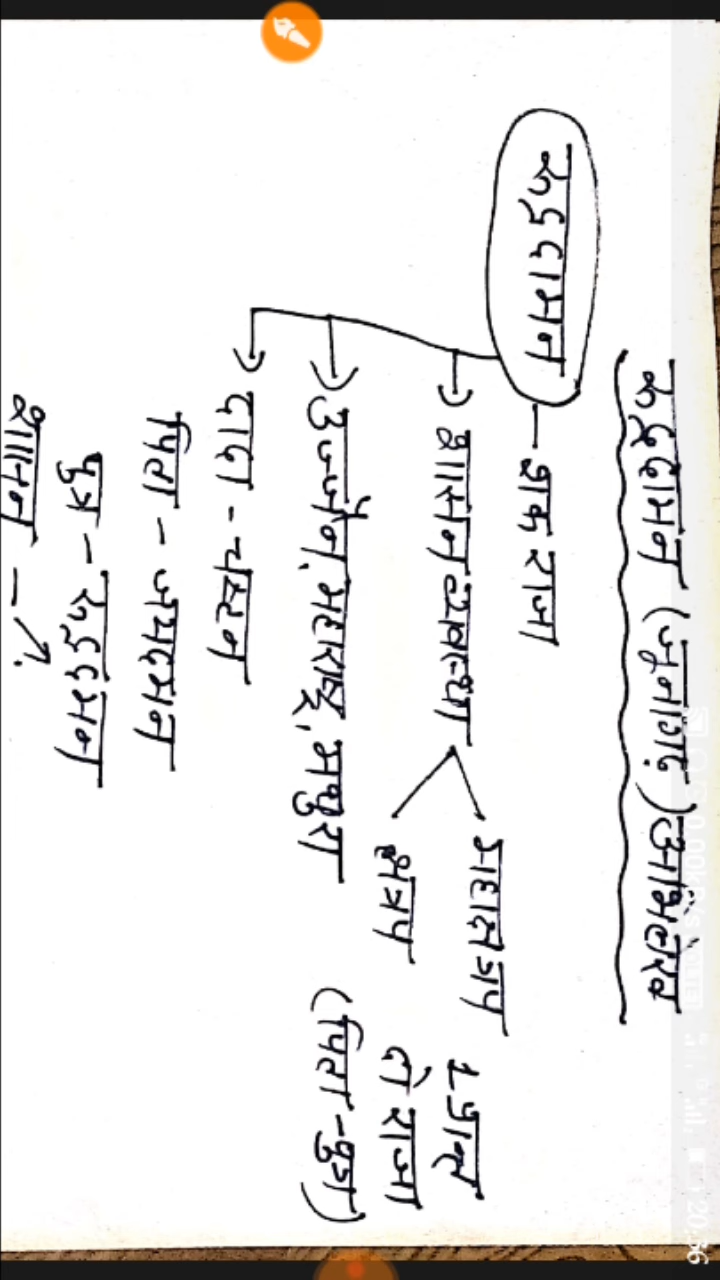 रुद्रदामन (जूनागढ़) अभिलेख
रुद्रदामन - शक राजा
→ शासन व्यवस्था
महाक्षत्रप
क्षत्रप
दो राजा
(पिता - पुत्र)
→ उज्जैन, महाराष्ट्र, मथुरा
→ दादा - चष्टन
पिता - जयदामन
पुत्र - रुद्रदामन
शासन - ↗